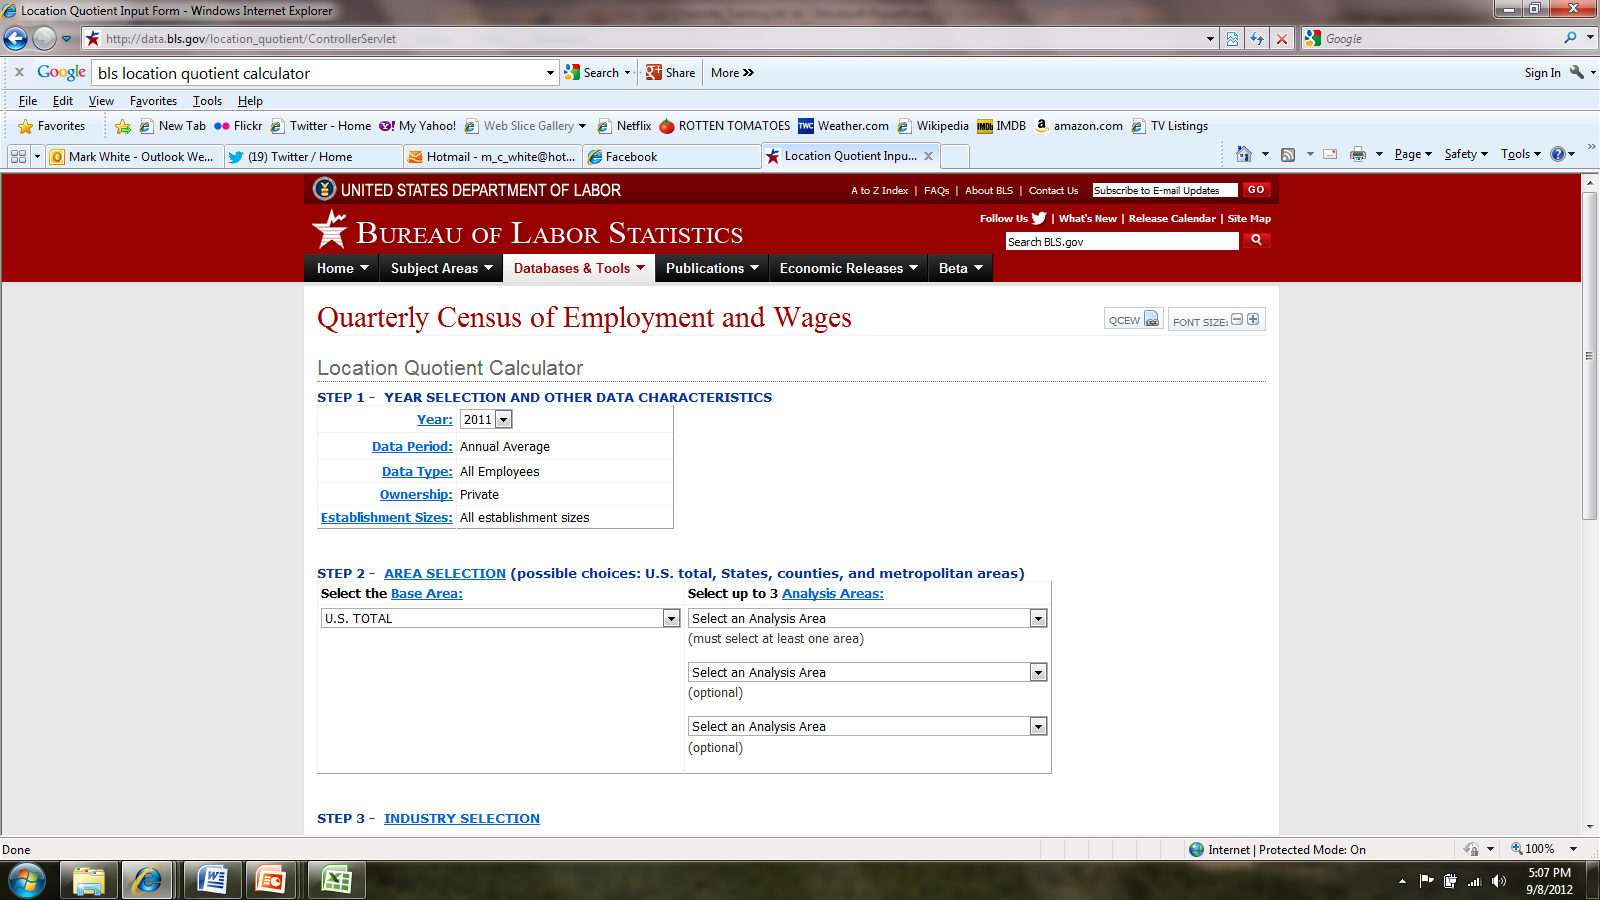 Location Quotient Input Form - Windows Internet Explorer
http://data.bls.gov/location_quotient/ControllerServlet
Google
Google
bls location quotient calculator
Search
Share
More »
Sign In
File Edit View Favorites Tools Help
Favorites
New Tab
Flickr
Twitter - Home
My Yahoo!
Web Slice Gallery
Netflix
ROTTEN TOMATOES
TWC Weather.com
Wikipedia
IMDb IMDB
amazon.com
TV Listings
Mark White - Outlook We...
(19) Twitter / Home
Hotmail - m_c_white@hot...
Facebook
Location Quotient Inpu...
Page Safety Tools
UNITED STATES DEPARTMENT OF LABOR
A to Z Index | FAQs | About BLS | Contact Us
Subscribe to E-mail Updates
GO
Follow Us | What's New | Release Calendar | Site Map
BUREAU OF LABOR STATISTICS
Search BLS.gov
Home Subject Areas Databases & Tools Publications Economic Releases Beta
Quarterly Census of Employment and Wages
QCEW
FONT SIZE:
Location Quotient Calculator
STEP 1 - YEAR SELECTION AND OTHER DATA CHARACTERISTICS
Year: 2011
Data Period: Annual Average
Data Type: All Employees
Ownership: Private
Establishment Sizes: All establishment sizes
STEP 2 - AREA SELECTION (possible choices: U.S. total, States, counties, and metropolitan areas)
Select the Base Area:
Select up to 3 Analysis Areas:
U.S. TOTAL
Select an Analysis Area
(must select at least one area)
Select an Analysis Area
(optional)
Select an Analysis Area
(optional)
STEP 3 - INDUSTRY SELECTION
Done
Internet | Protected Mode: On
100%
5:07 PM
9/8/2012